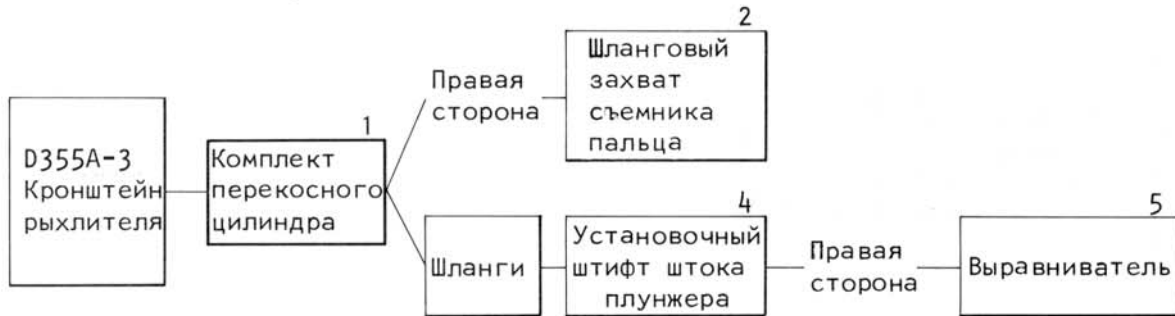 2
Шланговый
захват
съемника
пальца
Правая
сторона
1
D355A-3
Кронштейн
рыхлителя
Комплект
перекосного
цилиндра
4
5
Шланги
Установочный
штифт штока
плунжера
Правая
сторона
Выравниватель